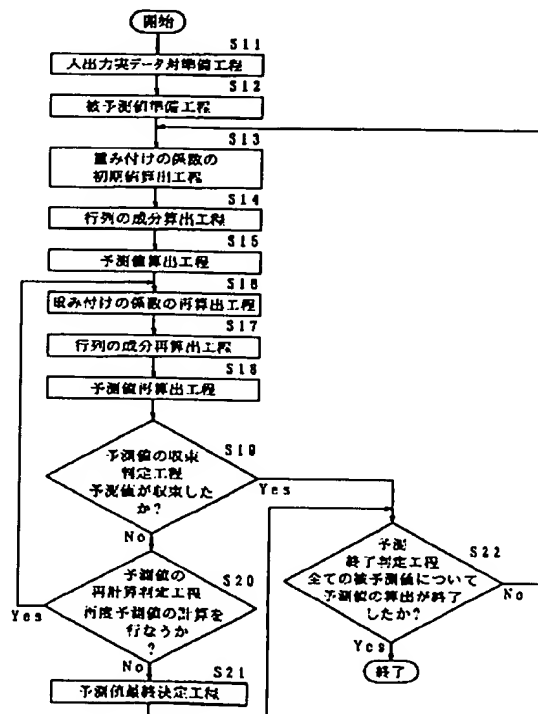 開始
S11
入出力実データ対準備工程
S12
被予測値準備工程
S13
重み付けの係数の
初期値算出工程
S14
行列の成分算出工程
S15
予測値算出工程
S16
重み付けの係数の再算出工程
S17
行列の成分再算出工程
S18
予測値再算出工程
S19
予測値の収束
判定工程
予測値が収束した
か?
Yes
No
S20
予測値の
再計算判定工程
再度予測値の計算を
行なうか
?
Yes
No
S21
予測値最終決定工程
S22
予測
終了判定工程
全ての被予測値について
予測値の算出が終了
したか?
No
Yes
終了